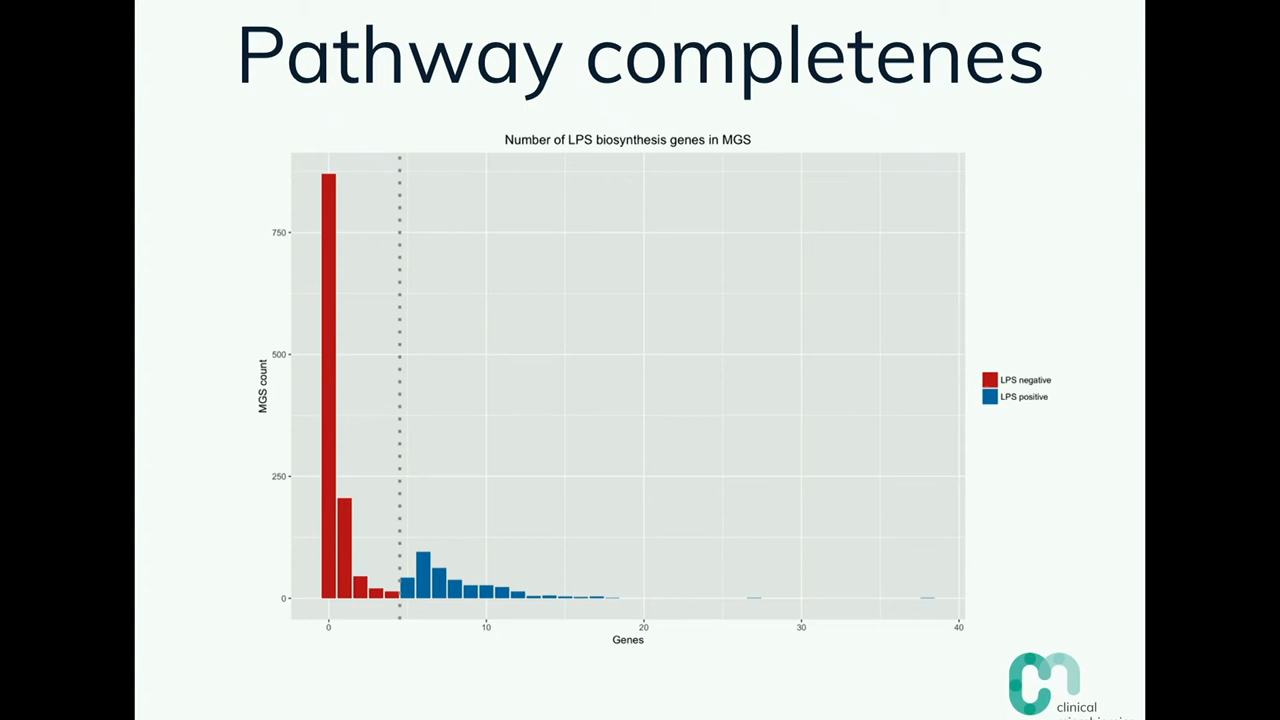 Pathway completenes
Number of LPS biosynthesis genes in MGS
750
500
250
0
MGS count
0 10 20 30 40
Genes
LPS negative
LPS positive
clinical